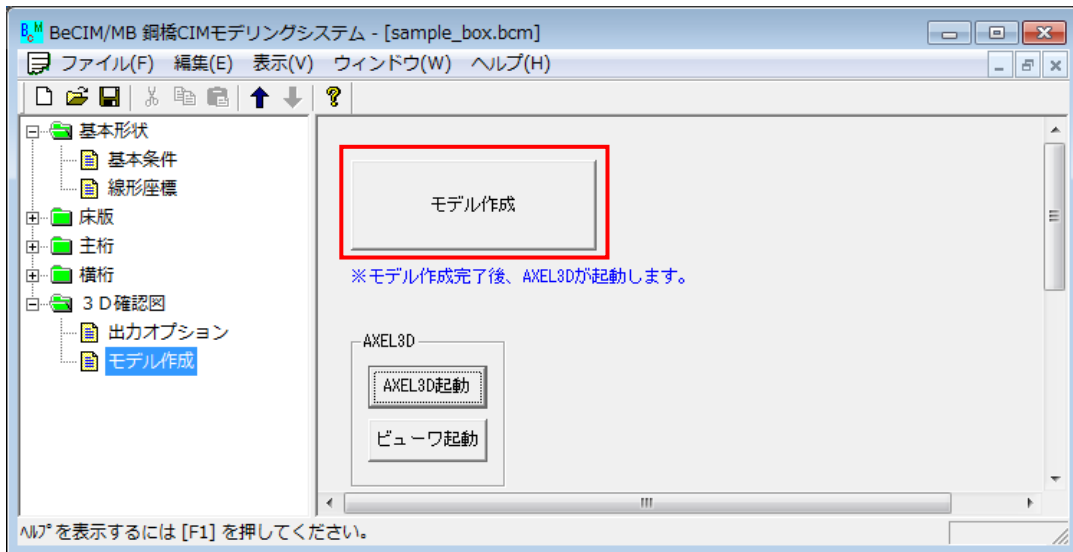 BeCIM/MB 鋼橋CIMモデリングシステム - [sample_box.bcm]
ファイル(F) 編集(E) 表示(V) ウィンドウ(W) ヘルプ(H)
基本形状
基本条件
線形座標
床版
主桁
横桁
3D確認図
出力オプション
モデル作成
モデル作成
※モデル作成完了後、AXEL3Dが起動します。
AXEL3D
AXEL3D起動
ビューワ起動
ヘルプを表示するには [F1] を押してください。